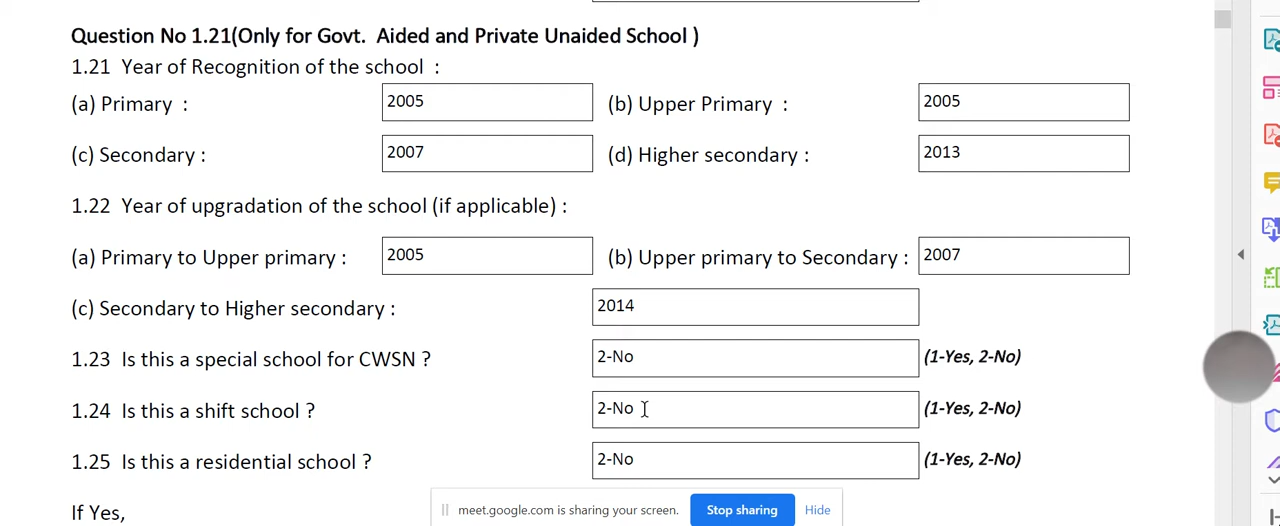 Question No 1.21(Only for Govt. Aided and Private Unaided School )
1.21 Year of Recognition of the school :
(a) Primary : 2005 (b) Upper Primary : 2005
(c) Secondary : 2007 (d) Higher secondary : 2013
1.22 Year of upgradation of the school (if applicable) :
(a) Primary to Upper primary : 2005 (b) Upper primary to Secondary : 2007
(c) Secondary to Higher secondary : 2014
1.23 Is this a special school for CWSN ? 2-No (1-Yes, 2-No)
1.24 Is this a shift school ? 2-No (1-Yes, 2-No)
1.25 Is this a residential school ? 2-No (1-Yes, 2-No)
If Yes,
meet.google.com is sharing your screen. Stop sharing Hide